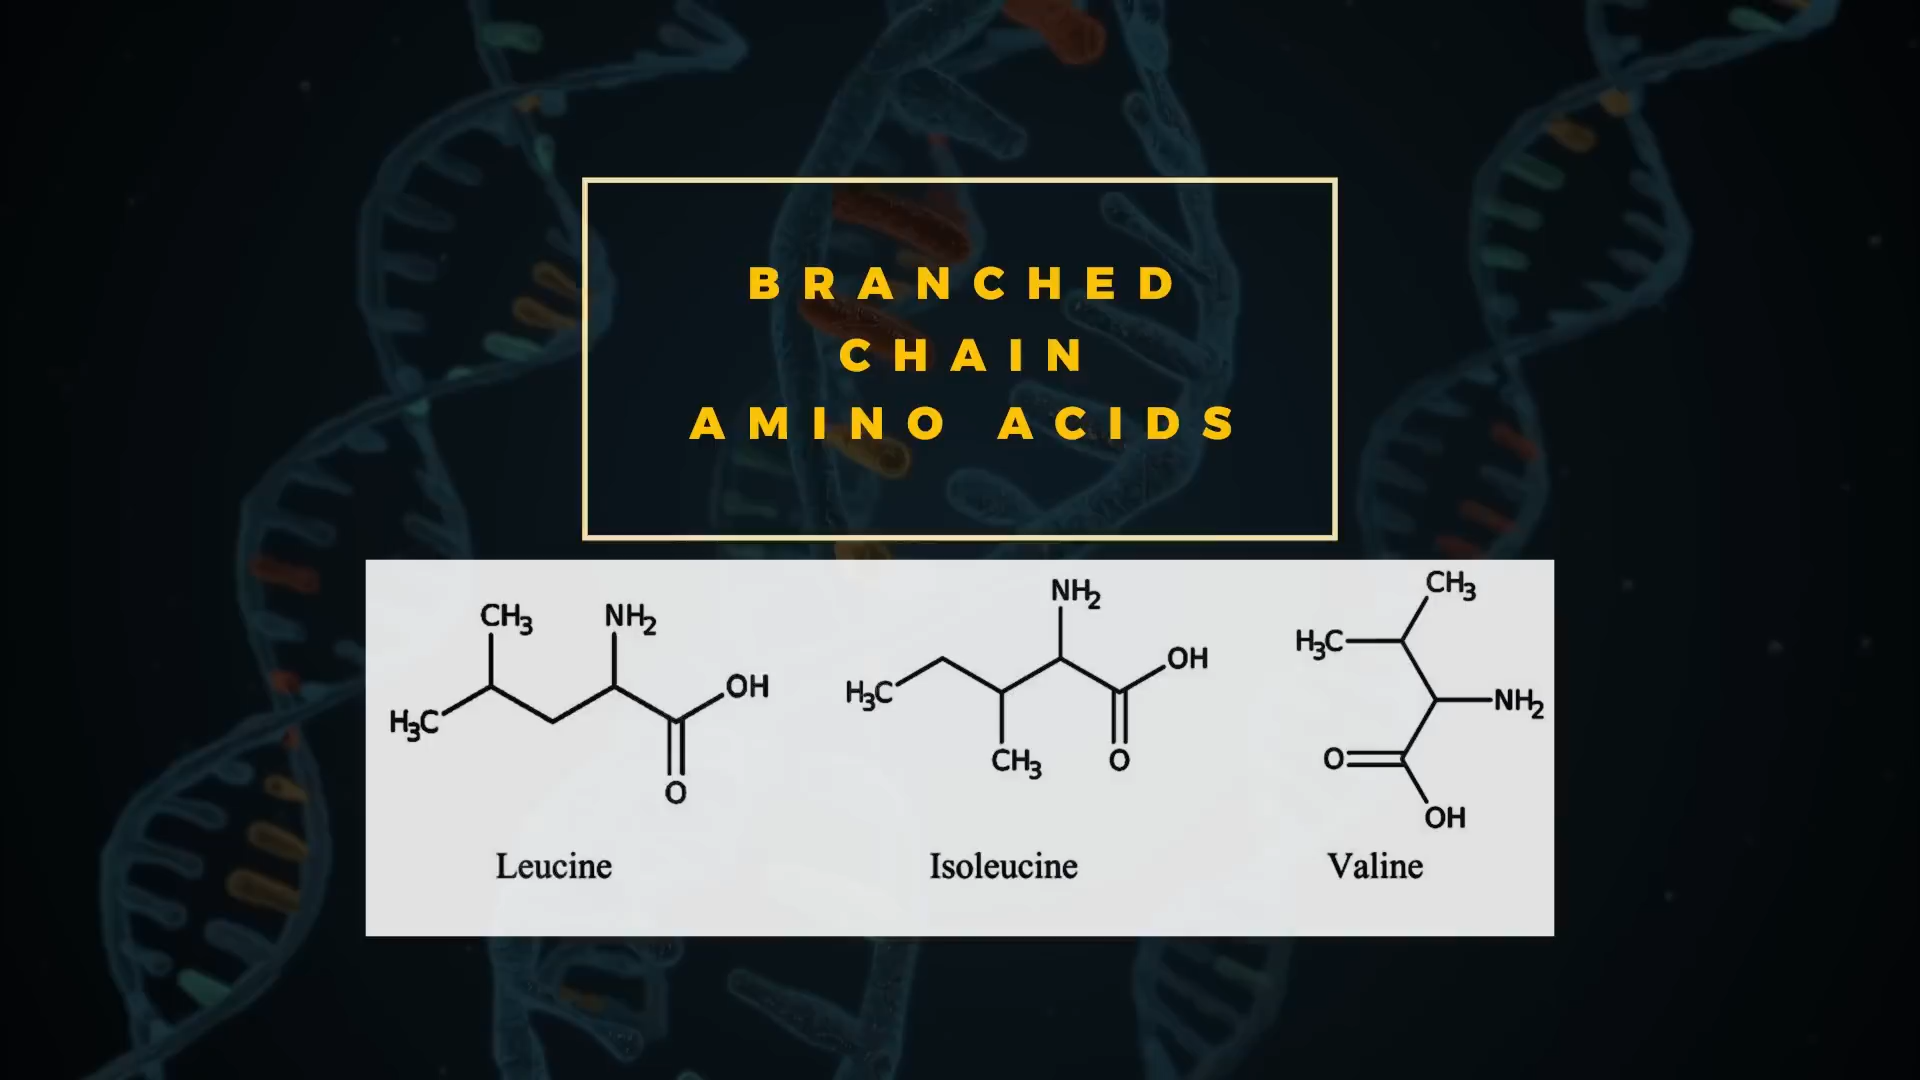 BRANCHED
CHAIN
AMINO ACIDS
CH₃
NH₂
H₃C
OH
O
Leucine
NH₂
H₃C
OH
CH₃
O
Isoleucine
CH₃
H₃C
NH₂
O
OH
Valine